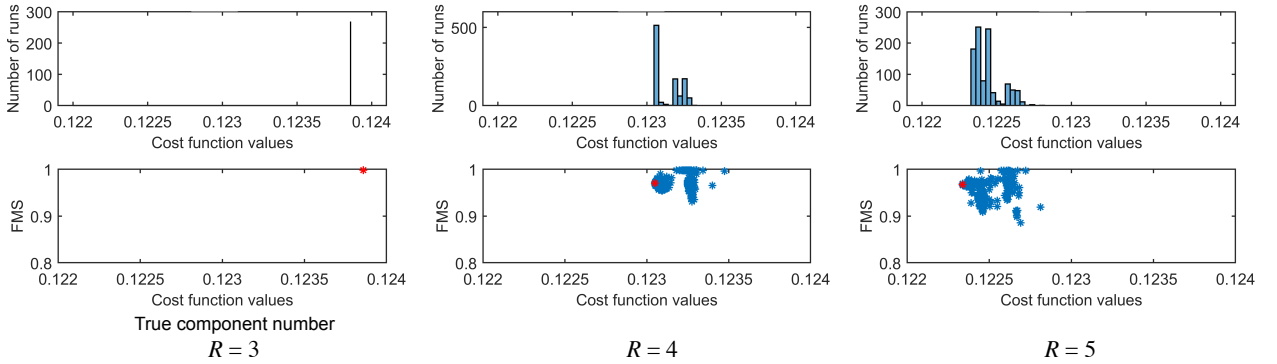 Number of runs
300
200
100
0
0.122 0.1225 0.123 0.1235 0.124
Cost function values
Number of runs
500
0
0.122 0.1225 0.123 0.1235 0.124
Cost function values
Number of runs
300
200
100
0
0.122 0.1225 0.123 0.1235 0.124
Cost function values
FMS
1
0.9
0.8
0.122 0.1225 0.123 0.1235 0.124
Cost function values
FMS
1
0.9
0.8
0.122 0.1225 0.123 0.1235 0.124
Cost function values
FMS
1
0.9
0.8
0.122 0.1225 0.123 0.1235 0.124
Cost function values
True component number
R = 3
R = 4
R = 5